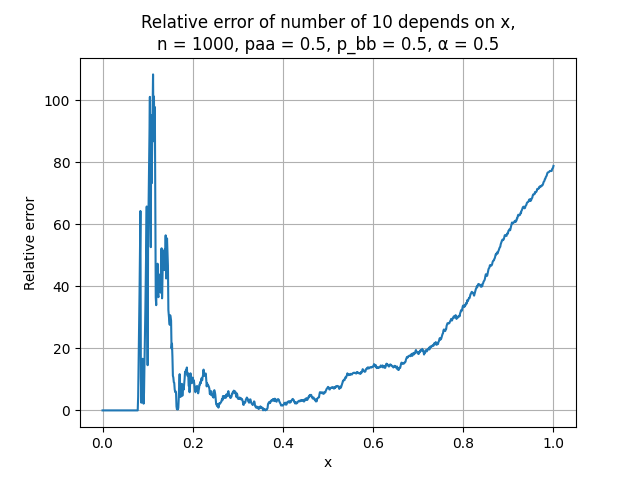 Relative error of number of 10 depends on x,
n = 1000, paa = 0.5, p_bb = 0.5, α = 0.5
Relative error
100
80
60
40
20
0
0.0 0.2 0.4 0.6 0.8 1.0
x